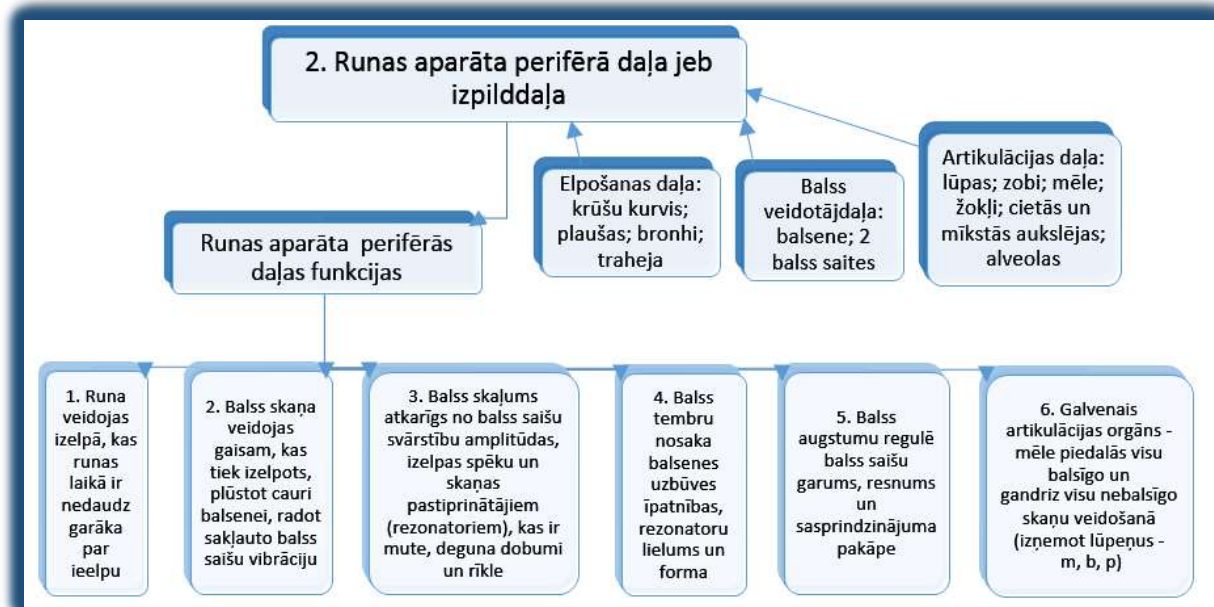 2. Runas aparāta perifērā daļa jeb
izpilddaļa
Elpošanas daļa:
krūšu kurvis;
plaušas; bronhi;
traheja
Balss
veidotājdaļa:
balsene; 2
balss saites
Artikulācijas daļa:
lūpas; zobi; mēle;
žokļi; cietās un
mīkstās aukslējas;
alveolas
Runas aparāta perifērās
daļas funkcijas
1. Runa
veidojas
izelpā, kas
runas
laikā ir
nedaudz
garāka
par
ieelpu
2. Balss skaņa
veidojas
gaisam, kas
tiek izelpots,
plūstot cauri
balsenei, radot
sakļauto balss
saišu vibrāciju
3. Balss skaļums
atkarīgs no balss saišu
svārstību amplitūdas,
izelpas spēku un
skaņas
pastiprinātājiem
(rezonatoriem), kas ir
mute, deguna dobumi
un rīkle
4. Balss
tembru
nosaka
balsenes
uzbūves
īpatnības,
rezonatoru
lielums un
forma
5. Balss
augstumu regulē
balss saišu
garums, resnums
un
sasprindzinājuma
pakāpe
6. Galvenais
artikulācijas orgāns -
mēle piedalās visu
balsīgo un
gandriz visu nebalsīgo
skaņu veidošanā
(izņemot lūpeņus -
m, b, p)